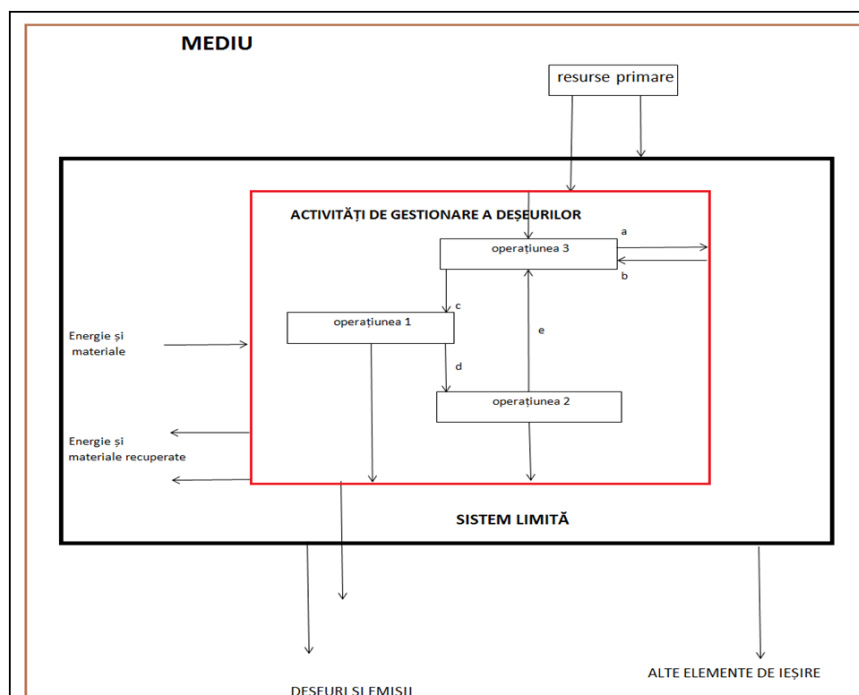 MEDIU
resurse primare
ACTIVITĂȚI DE GESTIONARE A DEȘEURILOR
a
operațiunea 3
b
c
operațiunea 1
e
Energie și
materiale
d
operațiunea 2
Energie și
materiale recuperate
SISTEM LIMITĂ
ALTE ELEMENTE DE IEȘIRE
DEȘEURI ȘI EMISII